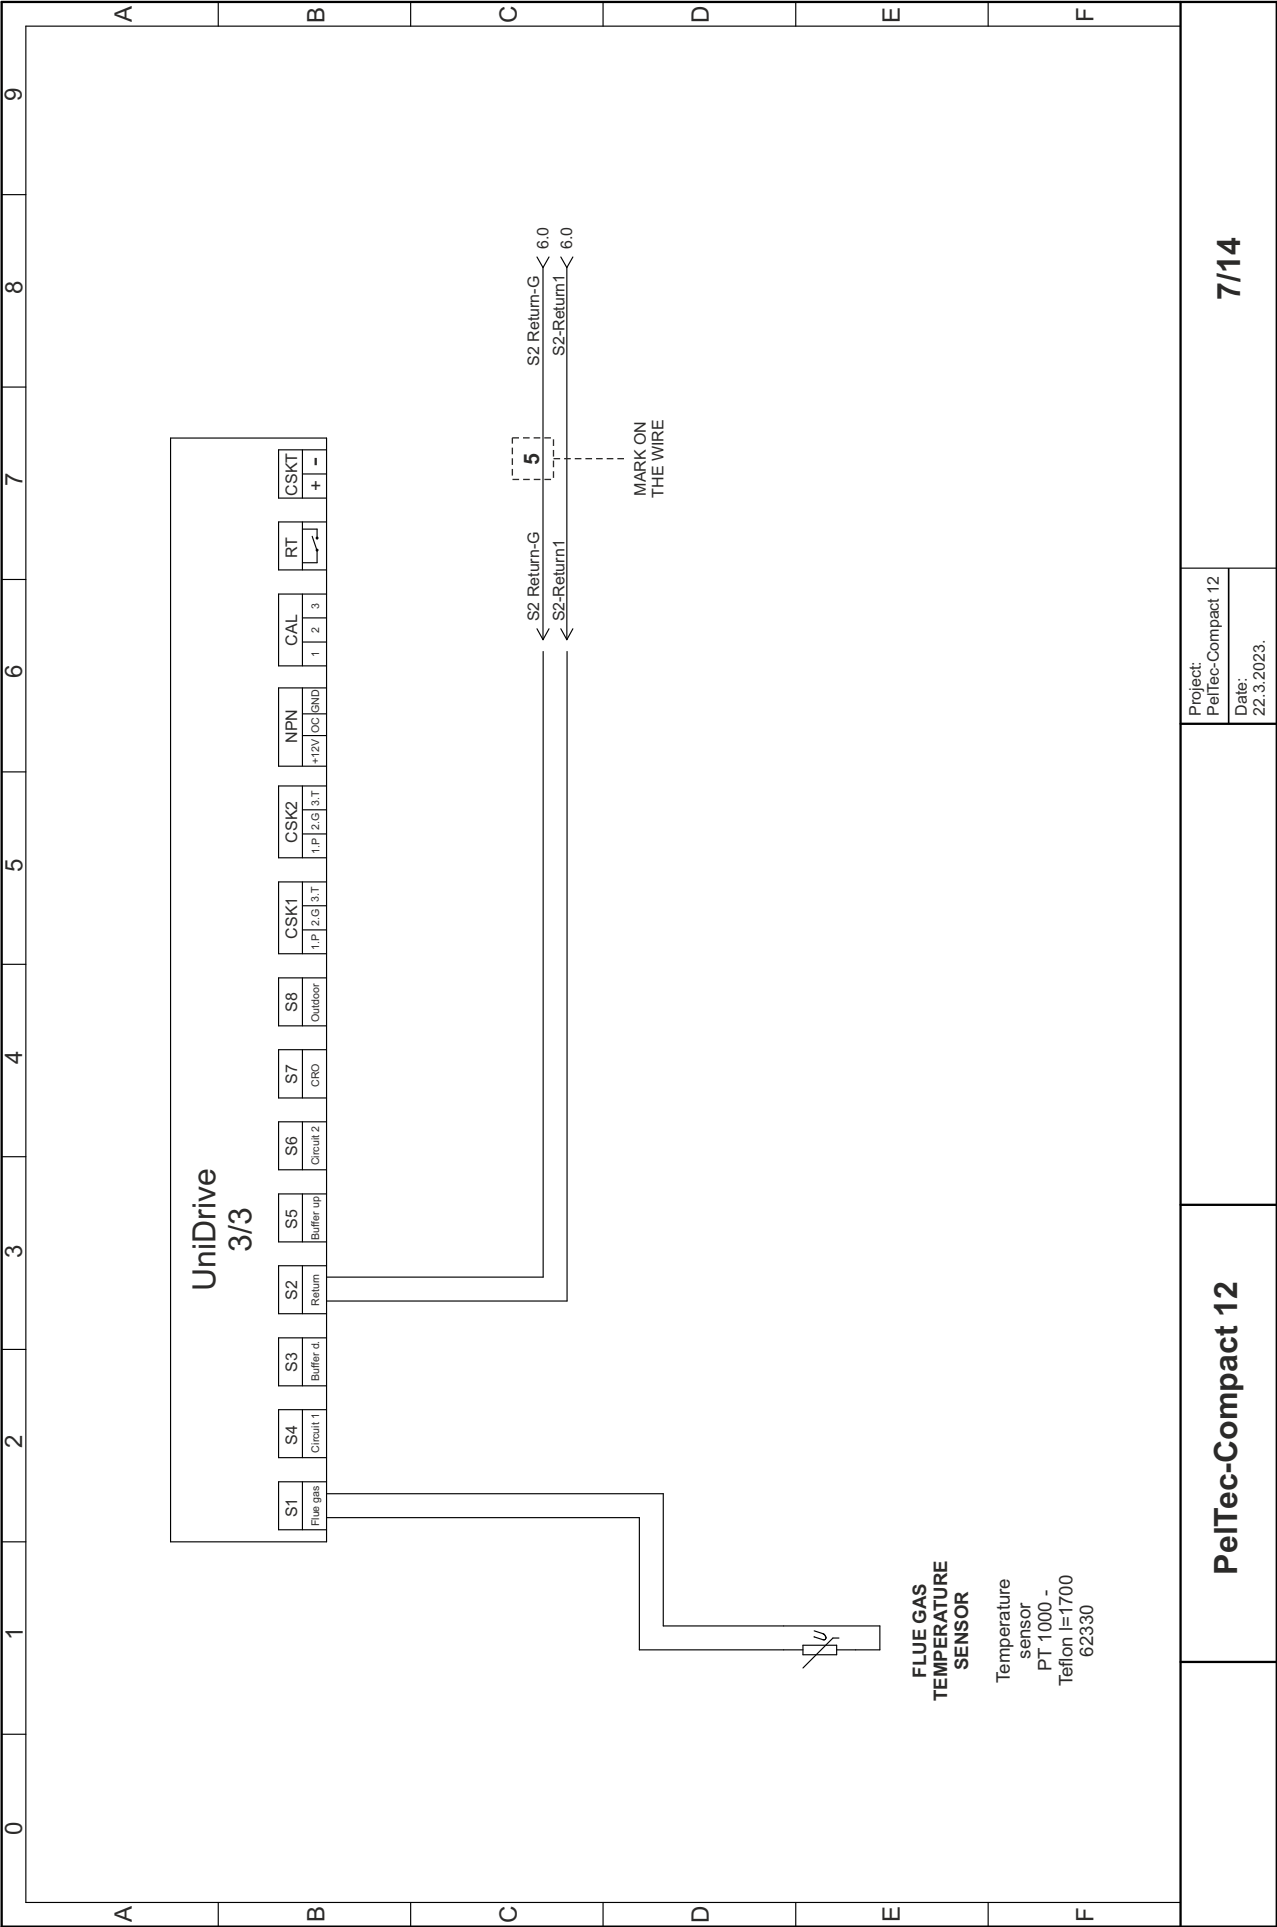 0 1 2 3 4 5 6 7 8 9
A A
B B
C C
D D
E E
F F
UniDrive
3/3
S1 S4 S3 S2 S5 S6 S7 S8 CSK1 CSK2 NPN CAL RT CSKT
Flue gas Circuit 1 Buffer d. Return Buffer up Circuit 2 CRO Outdoor 1.P 2.G 3.T 1.P 2.G 3.T +12V OC GND 1 2 3 + -
S2 Return-G 5 S2 Return-G 6.0
S2-Return1 S2-Return1 6.0
MARK ON
THE WIRE
FLUE GAS
TEMPERATURE
SENSOR
Temperature
sensor
PT 1000 -
Teflon l=1700
62330
PelTec-Compact 12
Project:
PelTec-Compact 12
Date:
22.3.2023.
7/14